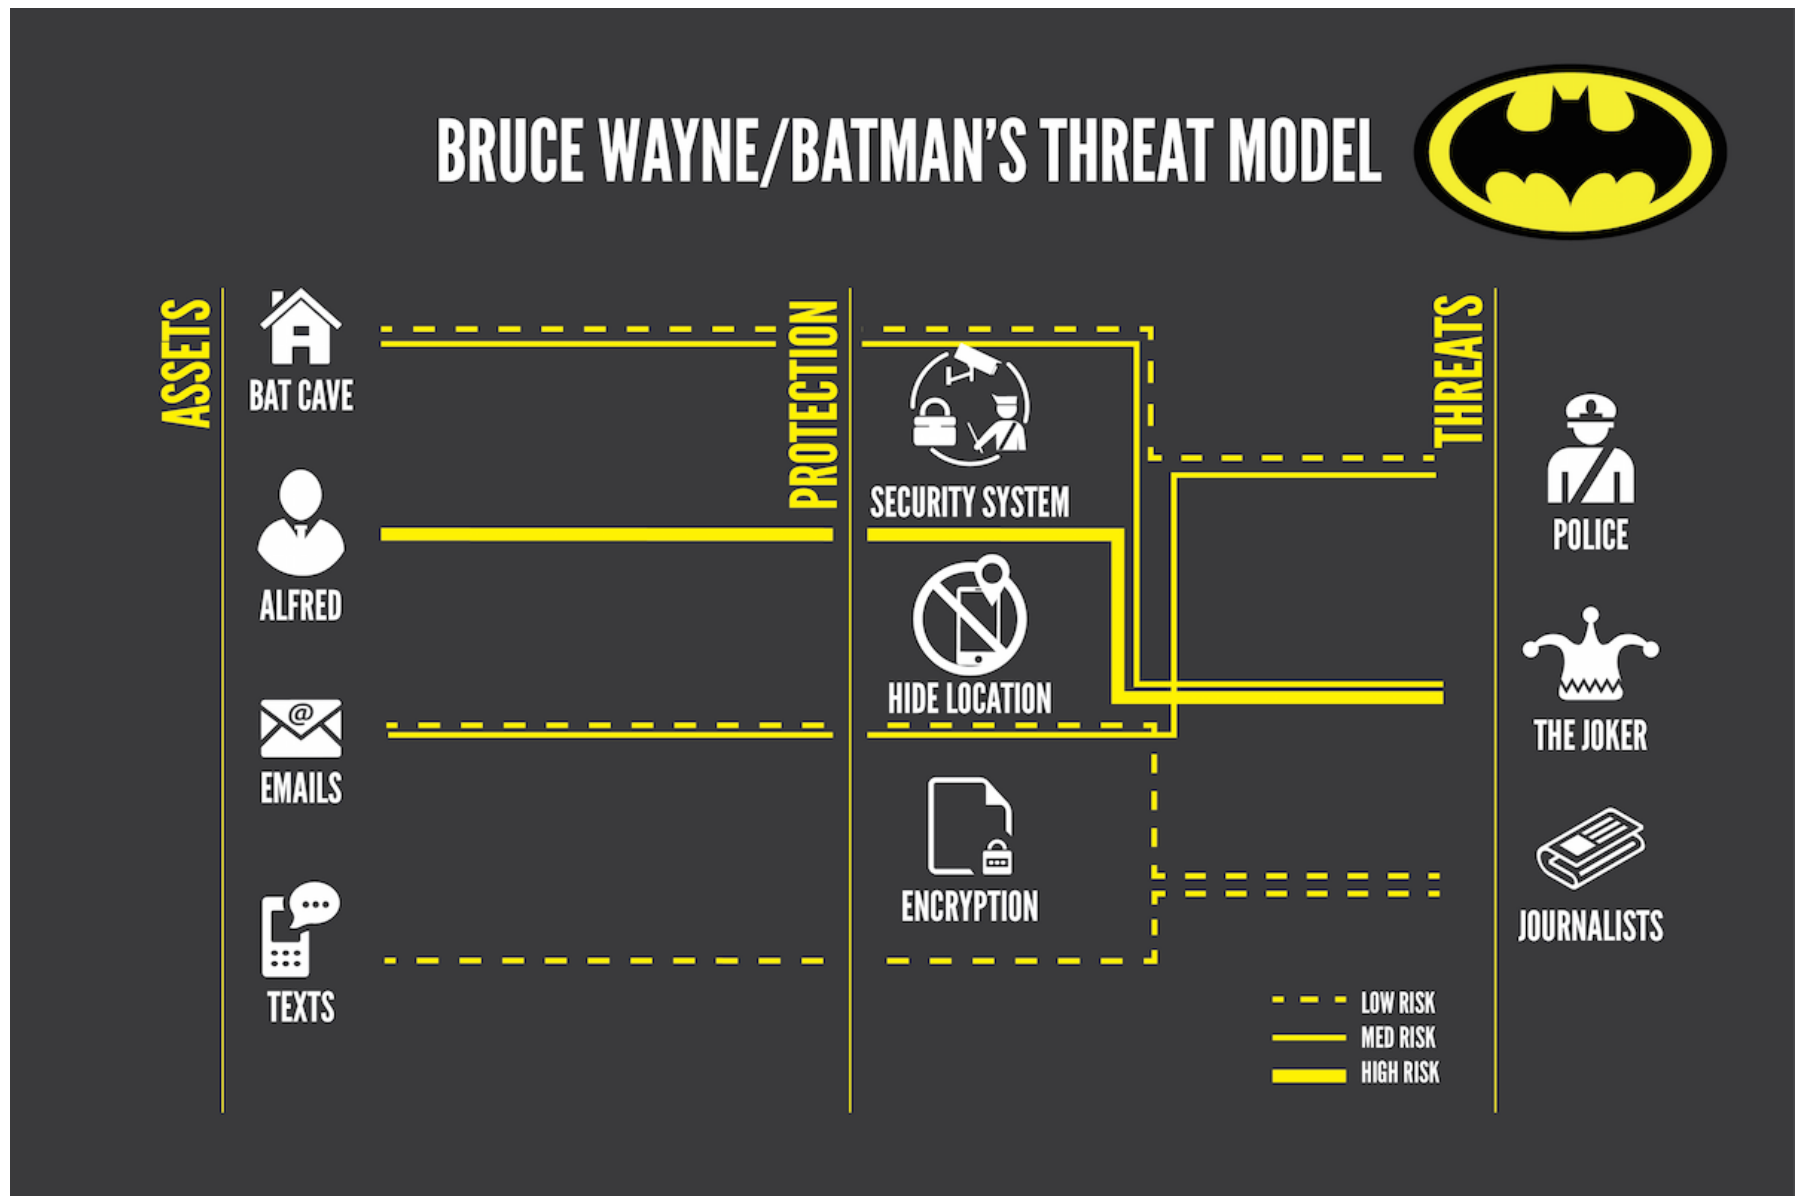 BRUCE WAYNE/BATMAN'S THREAT MODEL
ASSETS
BAT CAVE
ALFRED
EMAILS
TEXTS
PROTECTION
SECURITY SYSTEM
HIDE LOCATION
ENCRYPTION
THREATS
POLICE
THE JOKER
JOURNALISTS
LOW RISK
MED RISK
HIGH RISK